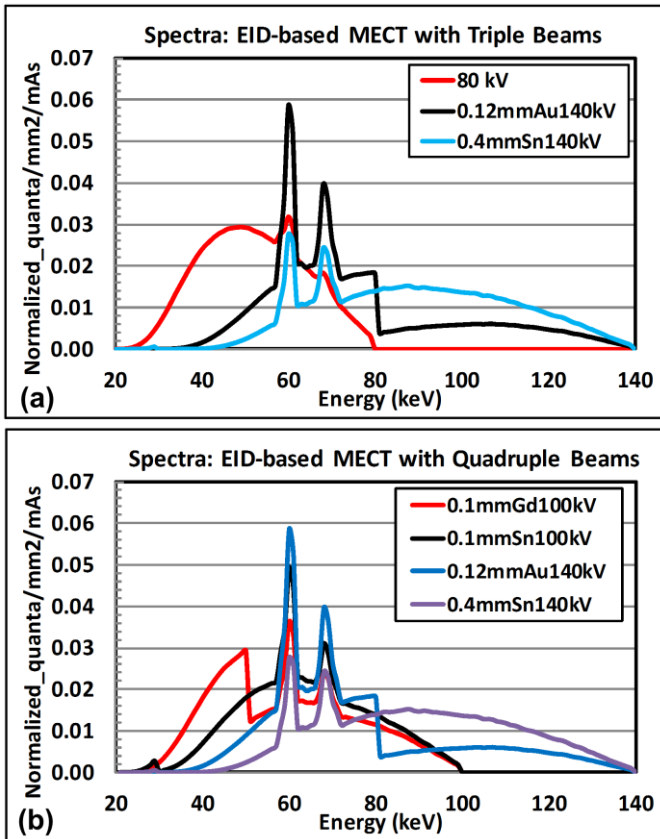 Spectra: EID-based MECT with Triple Beams
Normalized_quanta/mm2/mAs
0.07
0.06
0.05
0.04
0.03
0.02
0.01
0.00
80 kV
0.12mmAu140kV
0.4mmSn140kV
20 40 60 80 100 120 140
(a) Energy (keV)
Spectra: EID-based MECT with Quadruple Beams
Normalized_quanta/mm2/mAs
0.07
0.06
0.05
0.04
0.03
0.02
0.01
0.00
0.1mmGd100kV
0.1mmSn100kV
0.12mmAu140kV
0.4mmSn140kV
20 40 60 80 100 120 140
(b) Energy (keV)